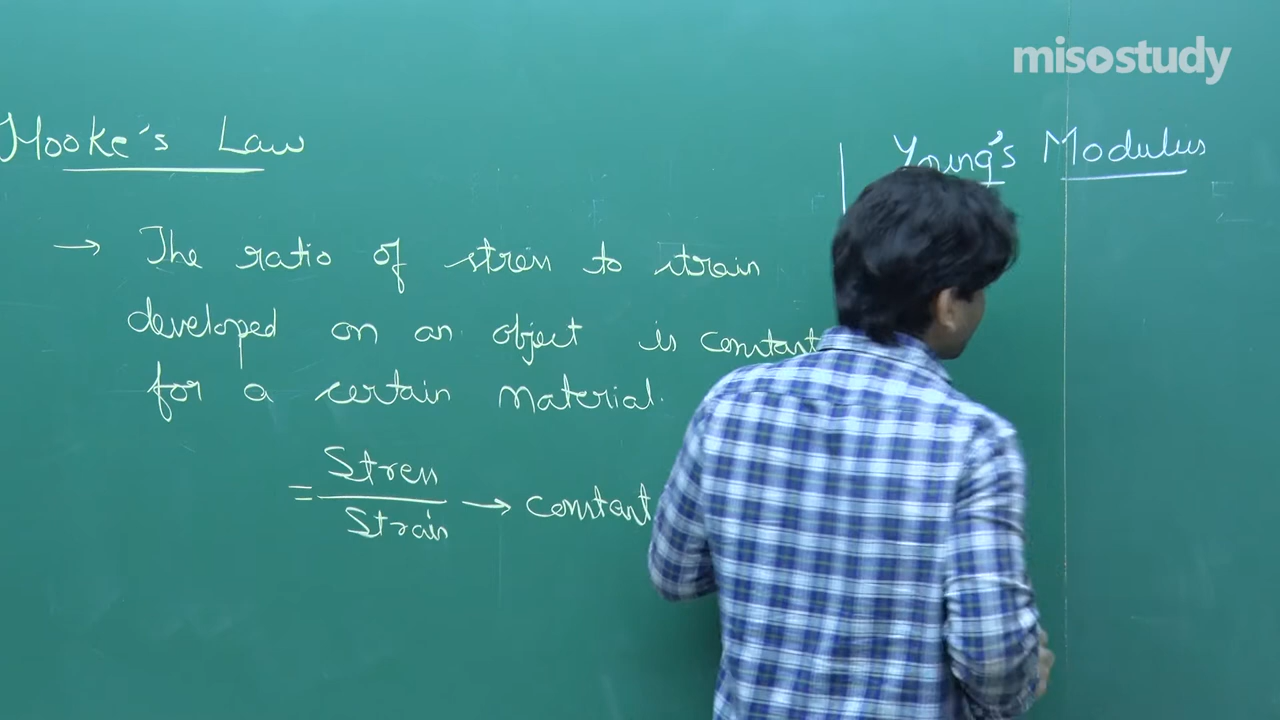 misostudy
Hooke's Law
→ The ratio of stress to strain
developed on an object is constant
for a certain material.
= Stress
Strain → constant
Young's Modulus